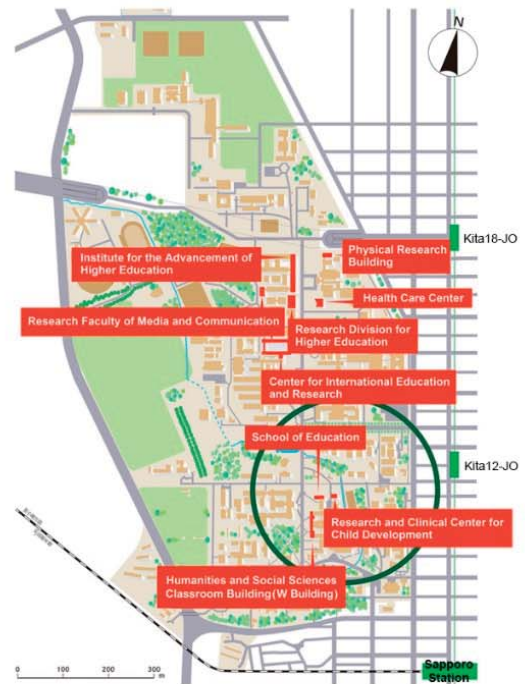 N
Kita18-JO
Physical Research
Building
Institute for the Advancement of
Higher Education
Health Care Center
Research Faculty of Media and Communication
Research Division for
Higher Education
Center for International Education
and Research
School of Education
Kita12-JO
Research and Clinical Center for
Child Development
Humanities and Social Sciences
Classroom Building(W Building)
Sapporo
Station
0 100 200 300
m